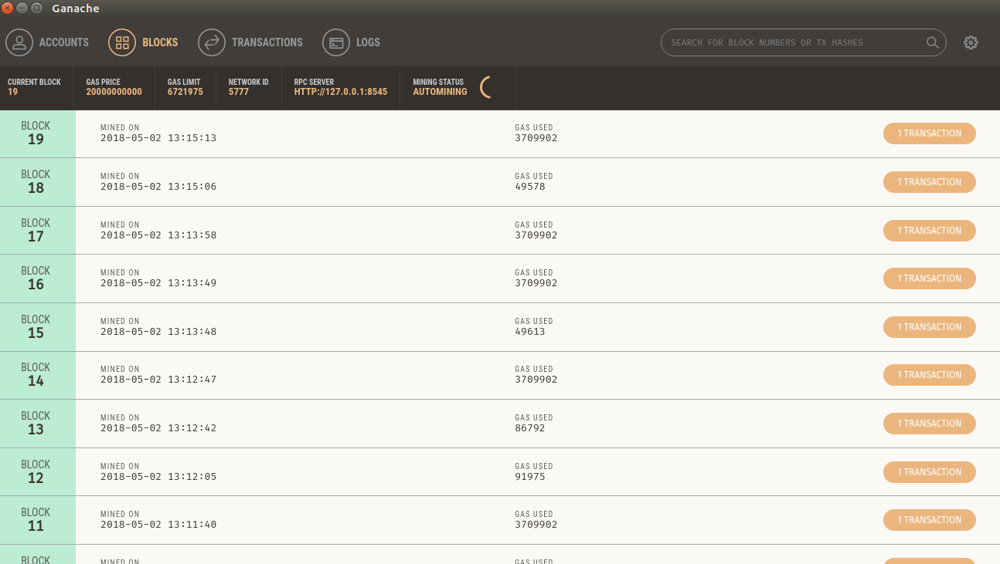 Ganache
ACCOUNTS BLOCKS TRANSACTIONS LOGS SEARCH FOR BLOCK NUMBERS OR TX HASHES
CURRENT BLOCK GAS PRICE GAS LIMIT NETWORK ID RPC SERVER MINING STATUS
19 20000000000 6721975 5777 HTTP://127.0.0.1:8545 AUTOMINING
BLOCK MINED ON GAS USED
19 2018-05-02 13:15:13 3709902 1 TRANSACTION
BLOCK MINED ON GAS USED
18 2018-05-02 13:15:06 49578 1 TRANSACTION
BLOCK MINED ON GAS USED
17 2018-05-02 13:13:58 3709902 1 TRANSACTION
BLOCK MINED ON GAS USED
16 2018-05-02 13:13:49 3709902 1 TRANSACTION
BLOCK MINED ON GAS USED
15 2018-05-02 13:13:48 49613 1 TRANSACTION
BLOCK MINED ON GAS USED
14 2018-05-02 13:12:47 3709902 1 TRANSACTION
BLOCK MINED ON GAS USED
13 2018-05-02 13:12:42 86792 1 TRANSACTION
BLOCK MINED ON GAS USED
12 2018-05-02 13:12:05 91975 1 TRANSACTION
BLOCK MINED ON GAS USED
11 2018-05-02 13:11:40 3709902 1 TRANSACTION
BLOCK MINED ON GAS USED